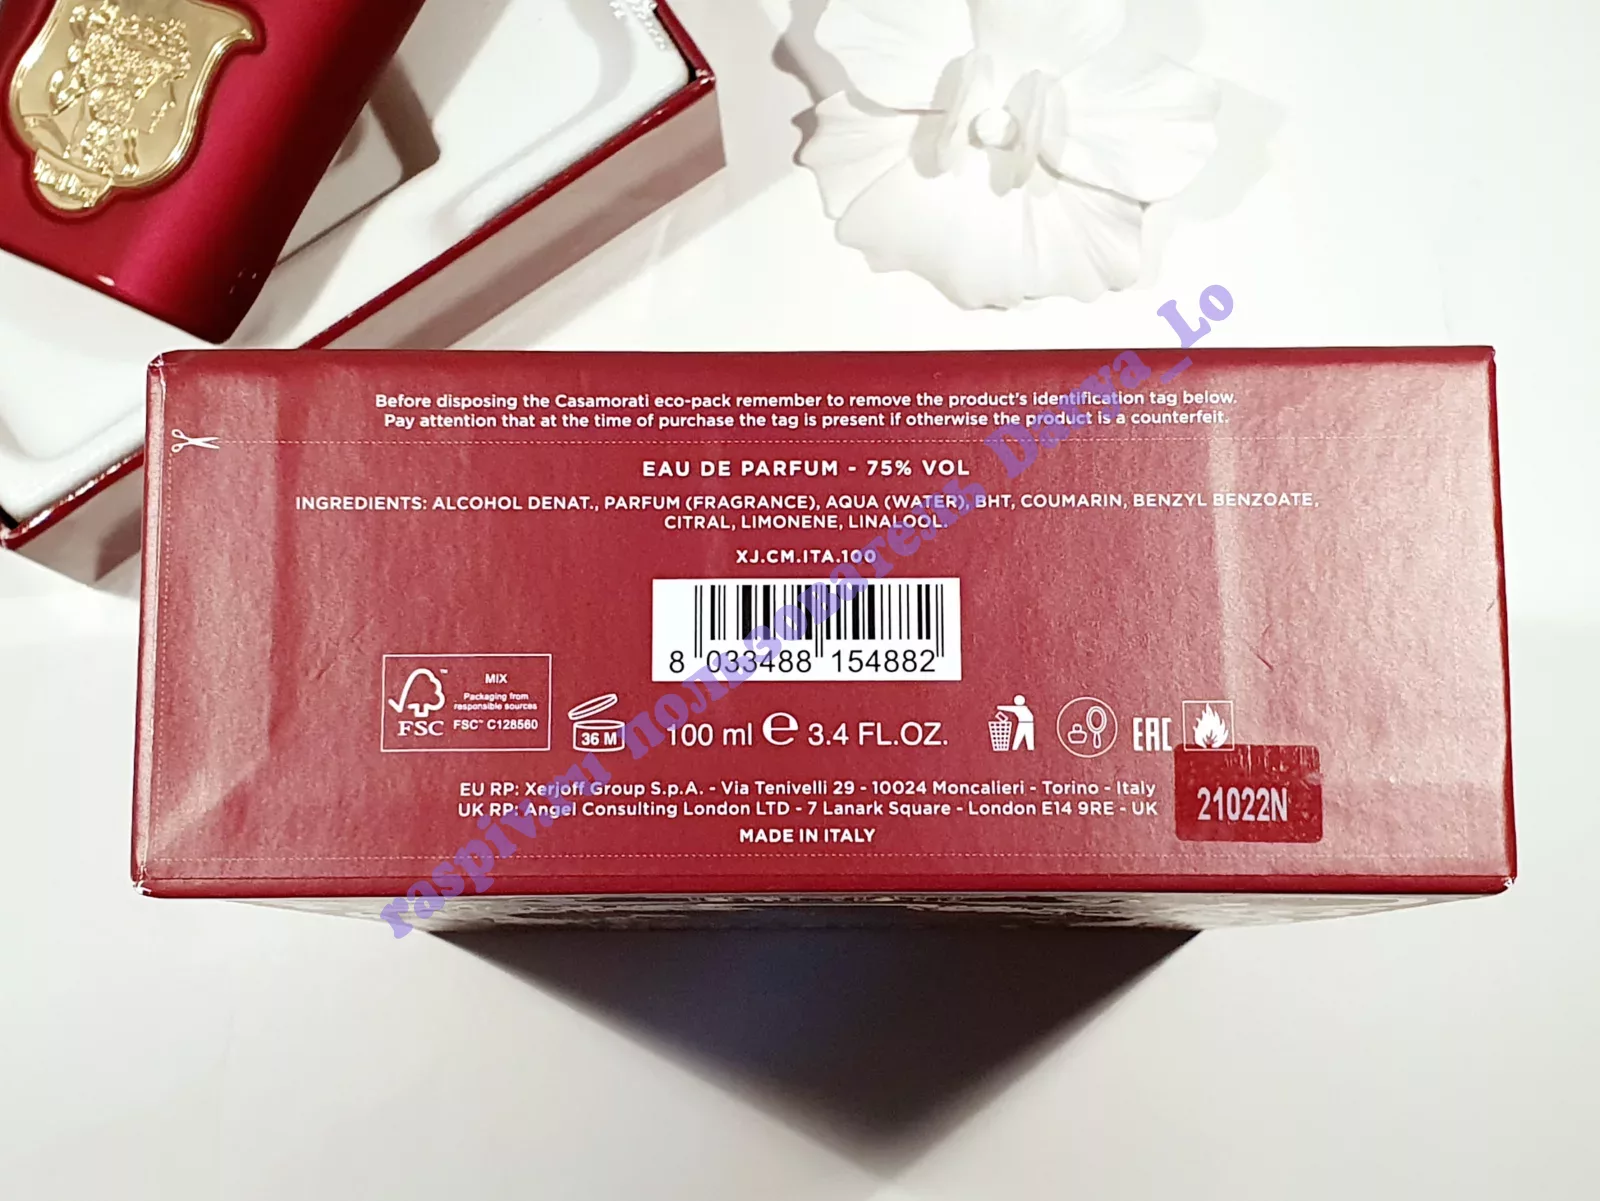 Before disposing the Casamorati eco-pack remember to remove the product's identification tag below.
Pay attention that at the time of purchase the tag is present if otherwise the product is a counterfeit.
EAU DE PARFUM - 75% VOL
INGREDIENTS: ALCOHOL DENAT., PARFUM (FRAGRANCE), AQUA (WATER), BHT, COUMARIN, BENZYL BENZOATE,
CITRAL, LIMONENE, LINALOOL.
XJ.CM.ITA.100
8 033488 154882
MIX
Packaging from
responsible sources
FSC™ C128560
FSC
36 M
100 ml e 3.4 FL.OZ.
EAC
EU RP: Xerjoff Group S.p.A. - Via Tenivelli 29 - 10024 Moncalieri - Torino - Italy
UK RP: Angel Consulting London LTD - 7 Lanark Square - London E14 9RE - UK
MADE IN ITALY
21022N
raspiv.ru пользователь Darya_Lo